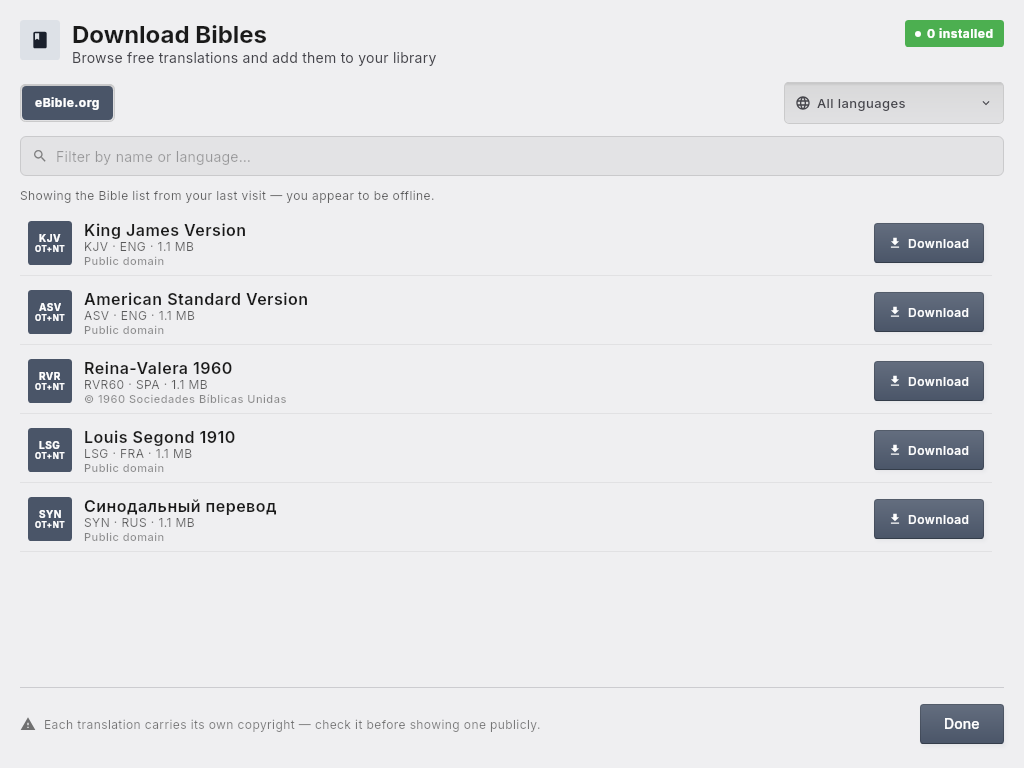 Download Bibles
Browse free translations and add them to your library
0 installed
eBible.org
All languages
Filter by name or language...
Showing the Bible list from your last visit — you appear to be offline.
KJV
OT+NT
King James Version
KJV · ENG · 1.1 MB
Public domain
Download
ASV
OT+NT
American Standard Version
ASV · ENG · 1.1 MB
Public domain
Download
RVR
OT+NT
Reina-Valera 1960
RVR60 · SPA · 1.1 MB
© 1960 Sociedades Bíblicas Unidas
Download
LSG
OT+NT
Louis Segond 1910
LSG · FRA · 1.1 MB
Public domain
Download
SYN
OT+NT
Синодальный перевод
SYN · RUS · 1.1 MB
Public domain
Download
Each translation carries its own copyright — check it before showing one publicly.
Done